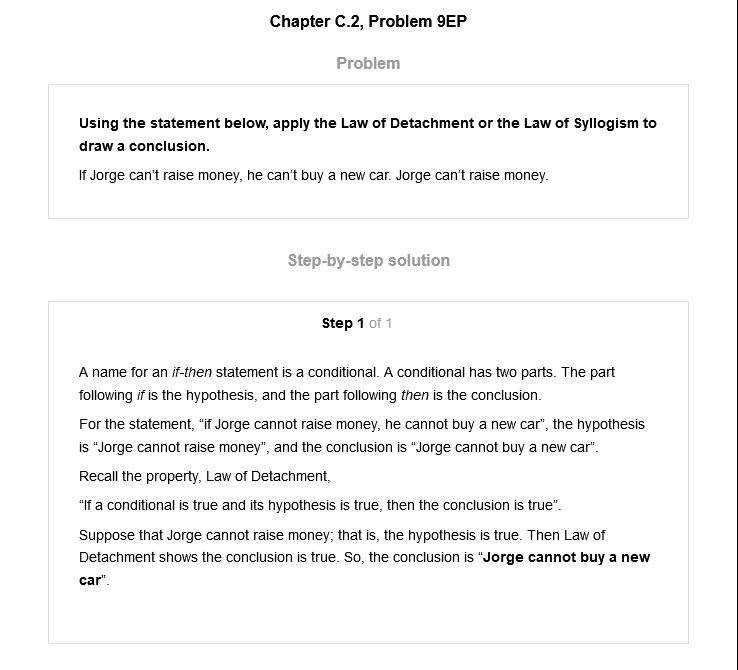 Chapter C.2, Problem 9EP
Problem
Using the statement below, apply the Law of Detachment or the Law of Syllogism to
draw a conclusion.
If Jorge can’t raise money, he can’t buy a new car. Jorge can’t raise money.
Step-by-step solution
Step 1 of 1
A name for an if-then statement is a conditional. A conditional has two parts. The part
following if is the hypothesis, and the part following then is the conclusion.
For the statement, “if Jorge cannot raise money, he cannot buy a new car”, the hypothesis
is “Jorge cannot raise money”, and the conclusion is “Jorge cannot buy a new car”.
Recall the property, Law of Detachment,
“If a conditional is true and its hypothesis is true, then the conclusion is true”.
Suppose that Jorge cannot raise money; that is, the hypothesis is true. Then Law of
Detachment shows the conclusion is true. So, the conclusion is “Jorge cannot buy a new
car”.